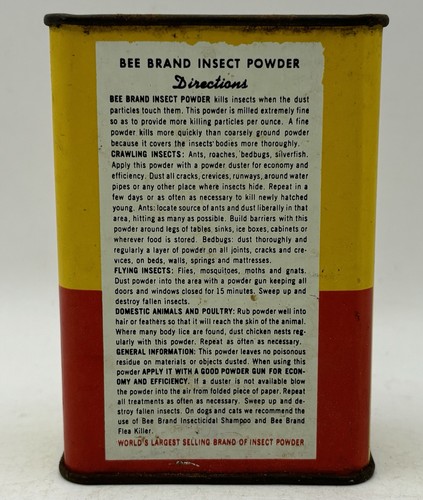 BEE BRAND INSECT POWDER
Directions
BEE BRAND INSECT POWDER kills insects when the dust
particles touch them. This powder is milled extremely fine
so as to provide more killing particles per ounce. A fine
powder kills more quickly than coarsely ground powder
because it covers the insects' bodies more thoroughly.
CRAWLING INSECTS: Ants, roaches, bedbugs, silverfish.
Apply this powder with a powder duster for economy and
efficiency. Dust all cracks, crevices, runways, around water
pipes or any other place where insects hide. Repeat in a
few days or as often as necessary to kill newly hatched
young. Ants: locate source of ants and dust liberally in that
area, hitting as many as possible. Build barriers with this
powder around legs of tables, sinks, ice boxes, cabinets or
wherever food is stored. Bedbugs: dust thoroughly and
regularly a layer of powder on all joints, cracks and cre-
vices, on beds, walls, springs and mattresses.
FLYING INSECTS: Flies, mosquitoes, moths and gnats.
Dust powder into the area with a powder gun keeping all
doors and windows closed for 15 minutes. Sweep up and
destroy fallen insects.
DOMESTIC ANIMALS AND POULTRY: Rub powder well into
hair or feathers so that it will reach the skin of the animal.
Where many body lice are found, dust chicken nests reg-
ularly with this powder. Repeat as often as necessary.
GENERAL INFORMATION: This powder leaves no poisonous
residue on materials or objects dusted. When using this
powder APPLY IT WITH A GOOD POWDER GUN FOR ECON-
OMY AND EFFICIENCY. If a duster is not available blow
the powder into the air from folded piece of paper. Repeat
all treatments as often as necessary. Sweep up and de-
stroy fallen insects. On dogs and cats we recommend the
use of Bee Brand Insecticidal Shampoo and Bee Brand
Flea Killer.
WORLD'S LARGEST SELLING BRAND OF INSECT POWDER